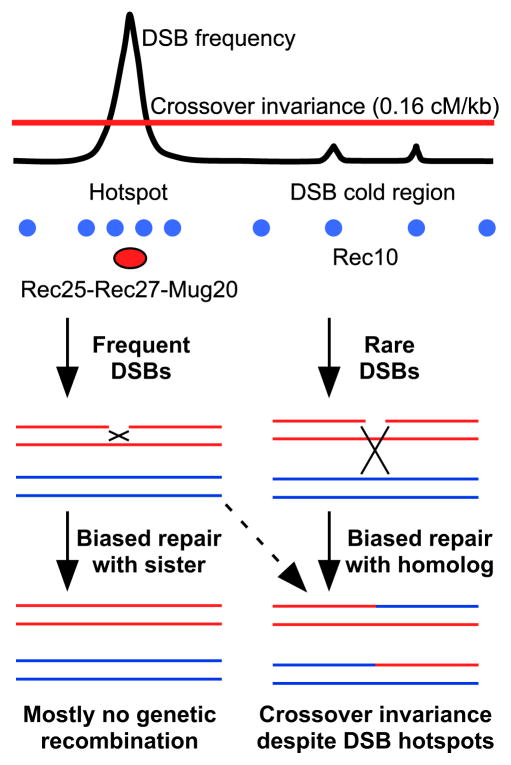 DSB frequency
Crossover invariance (0.16 cM/kb)
Hotspot
DSB cold region
Rec10
Rec25-Rec27-Mug20
Frequent
DSBs
Rare
DSBs
Biased repair
with sister
Biased repair
with homolog
Mostly no genetic
recombination
Crossover invariance
despite DSB hotspots